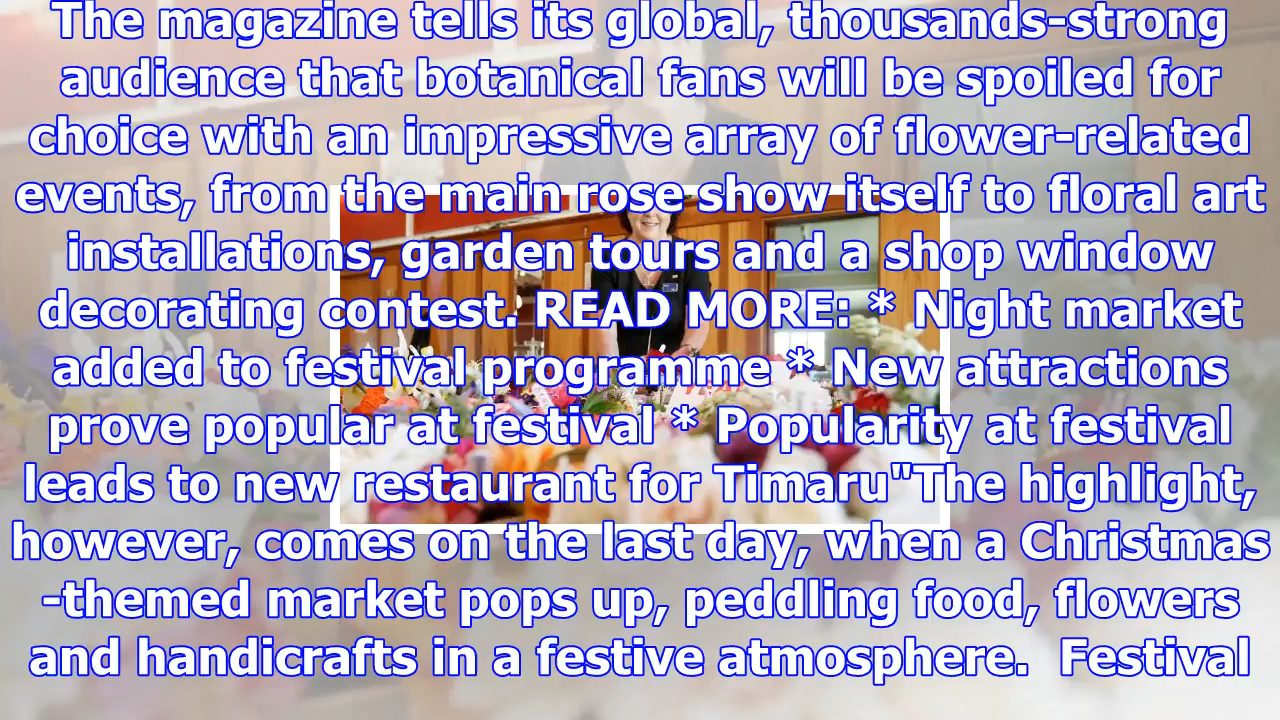 The magazine tells its global, thousands-strong
audience that botanical fans will be spoiled for
choice with an impressive array of flower-related
events, from the main rose show itself to floral art
installations, garden tours and a shop window
decorating contest. READ MORE: * Night market
added to festival programme * New attractions
prove popular at festival * Popularity at festival
leads to new restaurant for Timaru"The highlight,
however, comes on the last day, when a Christmas
-themed market pops up, peddling food, flowers
and handicrafts in a festive atmosphere.  Festival